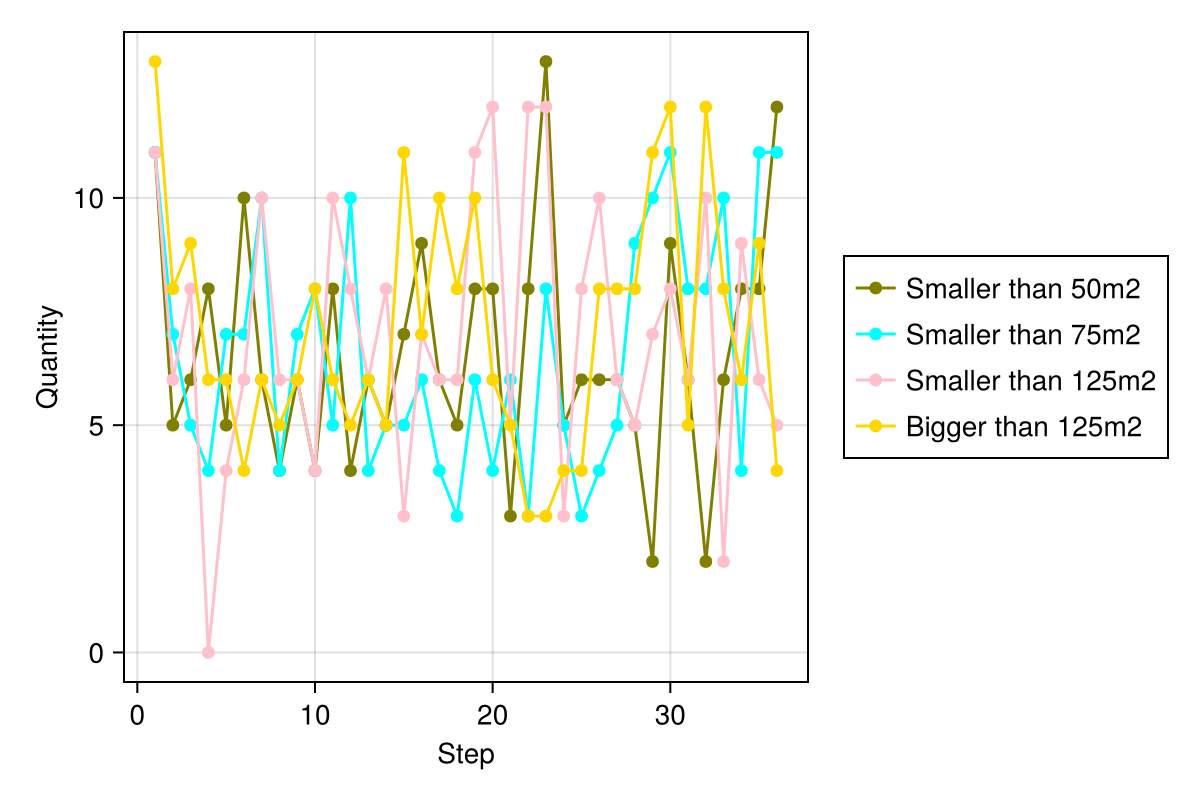 Quantity
10
5
0
0
10
20
30
Step
Smaller than 50m2
Smaller than 75m2
Smaller than 125m2
Bigger than 125m2